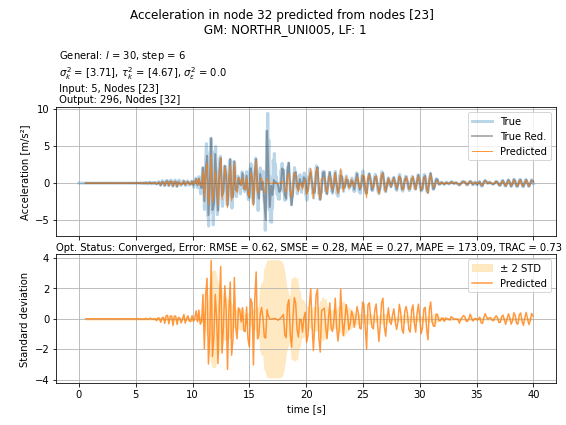 Acceleration in node 32 predicted from nodes [23]
GM: NORTHR_UNI005, LF: 1
General: l = 30, step = 6
σ²ₖ = [3.71], τ²ₖ = [4.67], σ²ε = 0.0
Input: 5, Nodes [23]
Output: 296, Nodes [32]
Acceleration [m/s²]
10
5
0
−5
True
True Red.
Predicted
Opt. Status: Converged, Error: RMSE = 0.62, SMSE = 0.28, MAE = 0.27, MAPE = 173.09, TRAC = 0.73
Standard deviation
4
2
0
−2
−4
± 2 STD
Predicted
0 5 10 15 20 25 30 35 40
time [s]